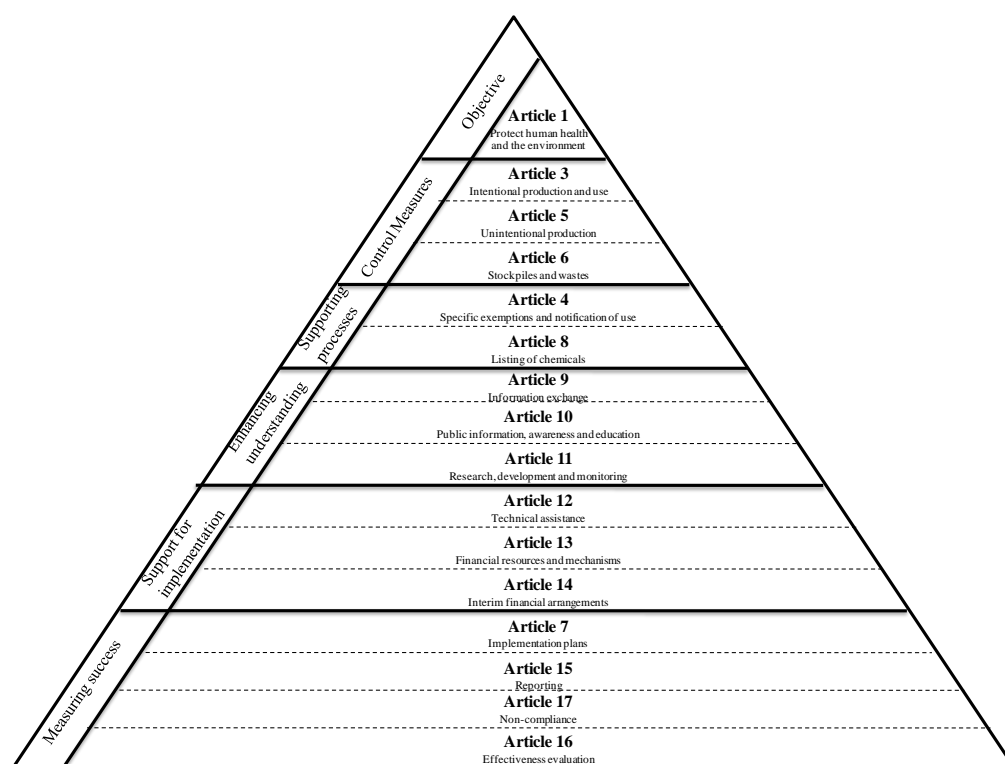 Objective
Article 1
Protect human health
and the environment
Control Measures
Article 3
Intentional production and use
Article 5
Unintentional production
Article 6
Stockpiles and wastes
Supporting
processes
Article 4
Specific exemptions and notification of use
Article 8
Listing of chemicals
Enhancing
understanding
Article 9
Information exchange
Article 10
Public information, awareness and education
Article 11
Research, development and monitoring
Support for
implementation
Article 12
Technical assistance
Article 13
Financial resources and mechanisms
Article 14
Interim financial arrangements
Measuring success
Article 7
Implementation plans
Article 15
Reporting
Article 17
Non-compliance
Article 16
Effectiveness evaluation